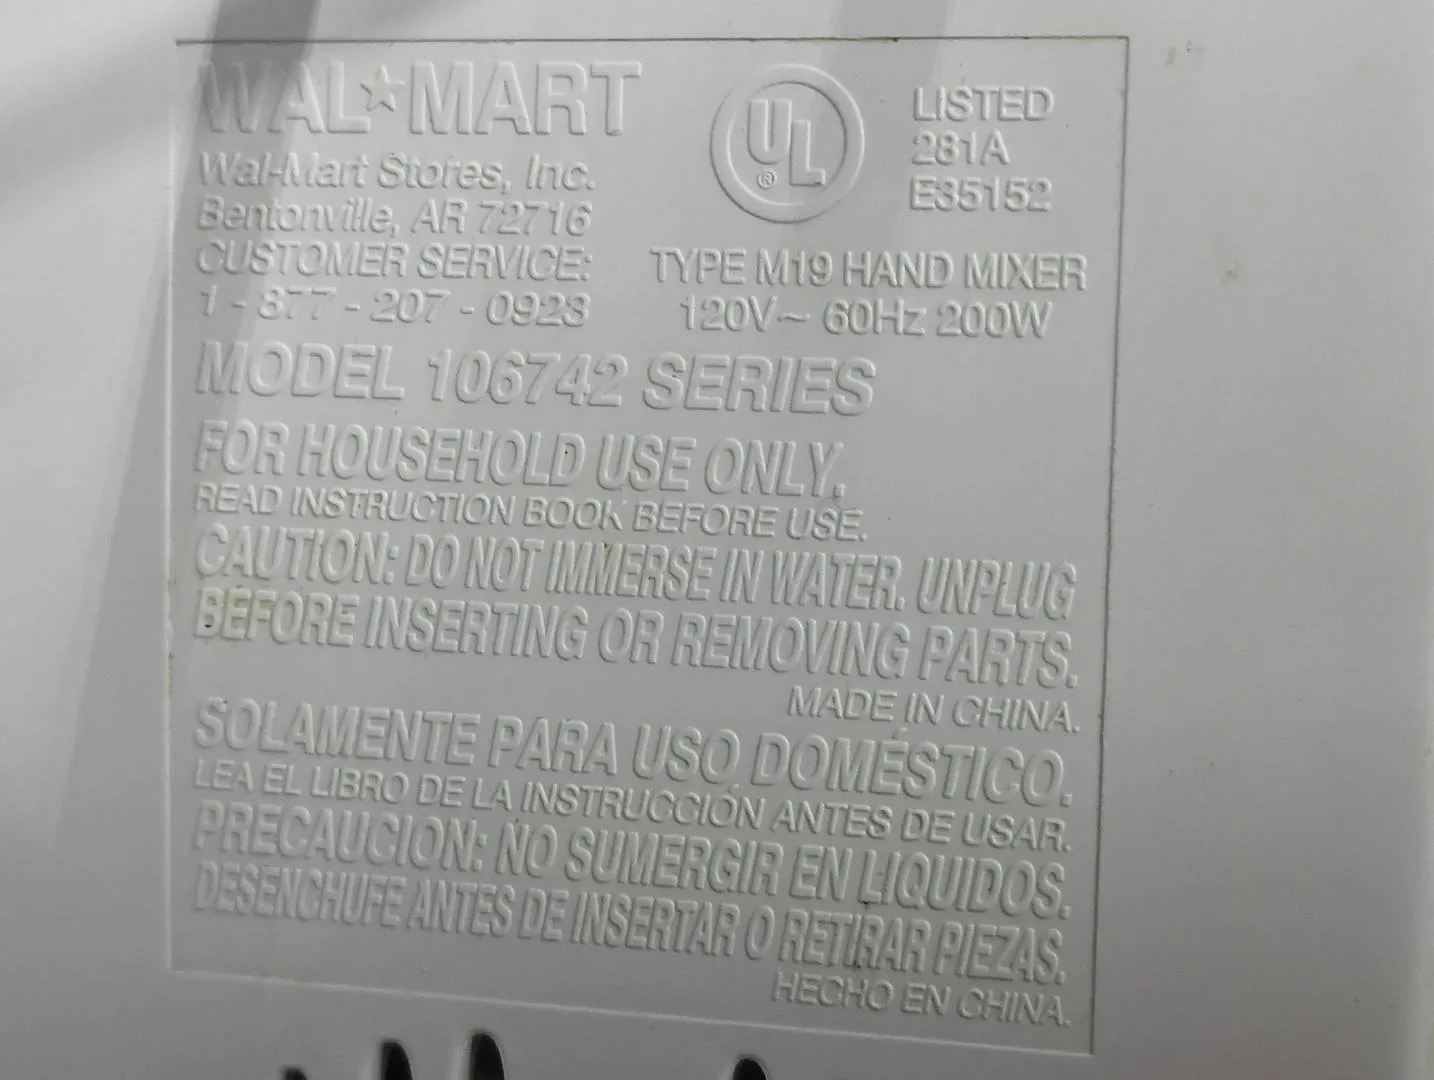 WAL★MART
Wal-Mart Stores, Inc.
Bentonville, AR 72716
CUSTOMER SERVICE:
1 - 877 - 207 - 0923
UL ®
LISTED
281A
E35152
TYPE M19 HAND MIXER
120V~ 60Hz 200W
MODEL 106742 SERIES
FOR HOUSEHOLD USE ONLY.
READ INSTRUCTION BOOK BEFORE USE.
CAUTION: DO NOT IMMERSE IN WATER. UNPLUG
BEFORE INSERTING OR REMOVING PARTS.
MADE IN CHINA.
SOLAMENTE PARA USO DOMÉSTICO.
LEA EL LIBRO DE LA INSTRUCCIÓN ANTES DE USAR.
PRECAUCION: NO SUMERGIR EN LIQUIDOS.
DESENCHUFE ANTES DE INSERTAR O RETIRAR PIEZAS.
HECHO EN CHINA.